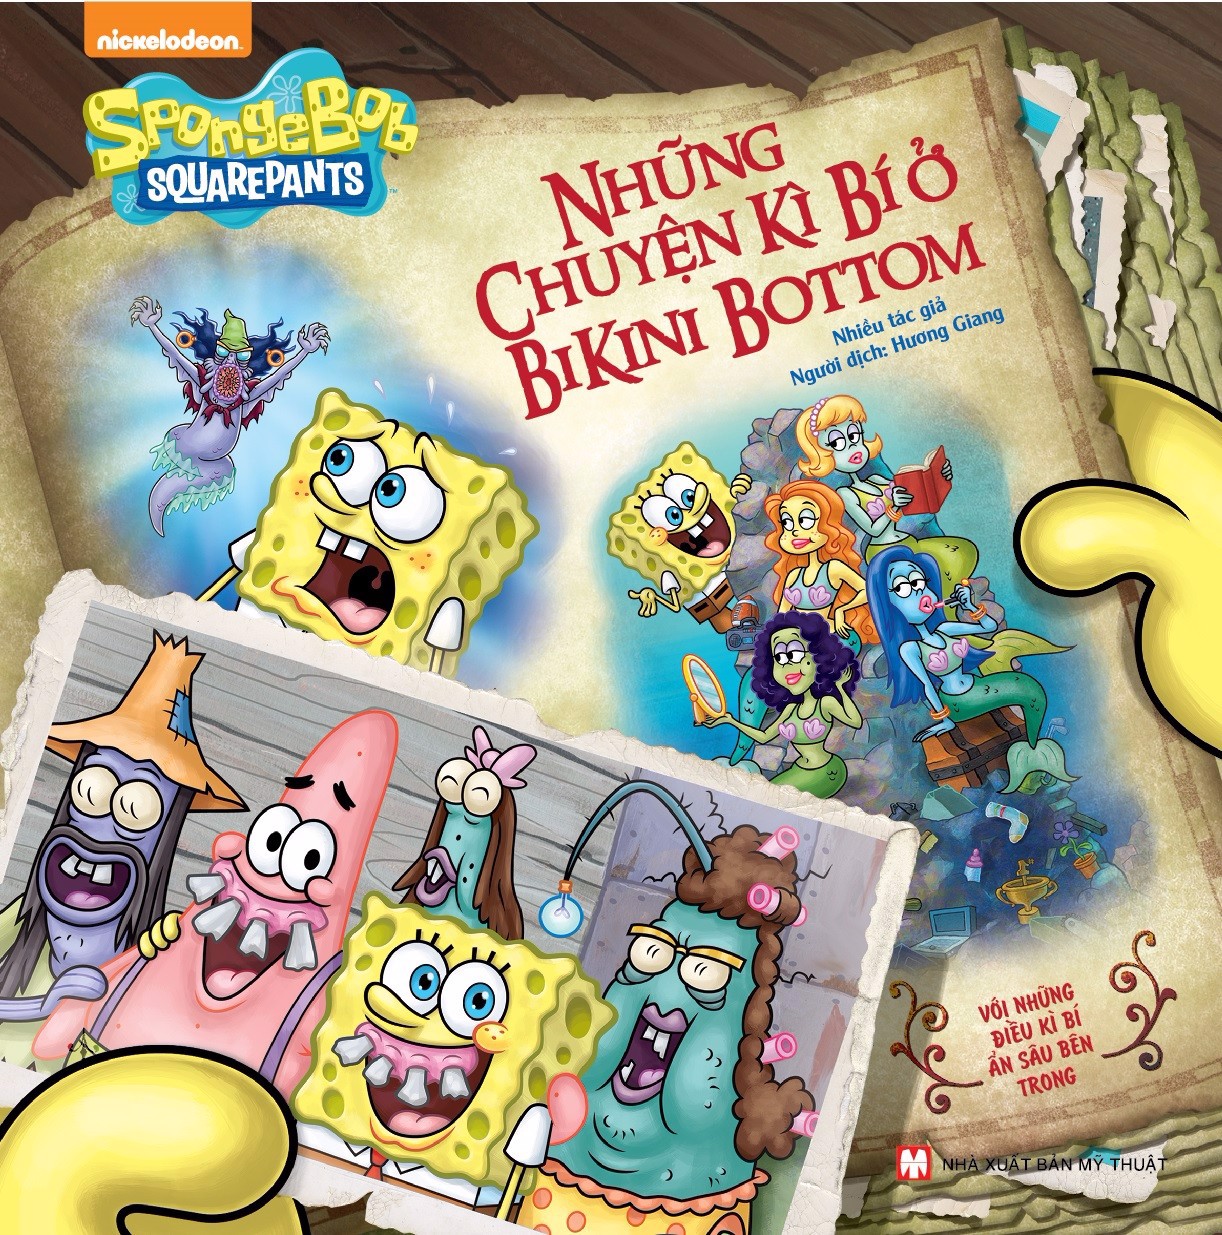 nickelodeon
SpongeBob
SQUAREPANTS
NHỮNG
CHUYỆN KÌ BÍ Ở
BIKINI BOTTOM
Nhiều tác giả
Người dịch: Hương Giang
VỚI NHỮNG
ĐIỀU KÌ BÍ
ẨN SÂU BÊN
TRONG
NHÀ XUẤT BẢN MỸ THUẬT